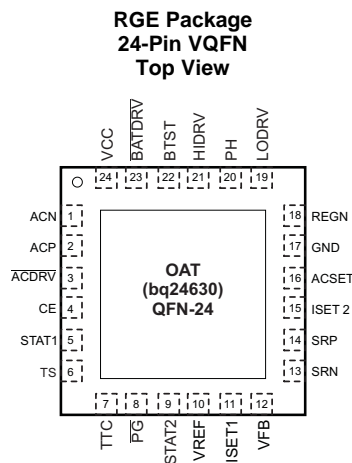 RGE Package
24-Pin VQFN
Top View
VCC
BATDRV
BTST
HIDRV
PH
LODRV
24 23 22 21 20 19
ACN 1
ACP 2
ACDRV 3
CE 4
STAT1 5
TS 6
OAT
(bq24630)
QFN-24
18 REGN
17 GND
16 ACSET
15 ISET 2
14 SRP
13 SRN
7 8 9 10 11 12
TTC
PG
STAT2
VREF
ISET1
VFB